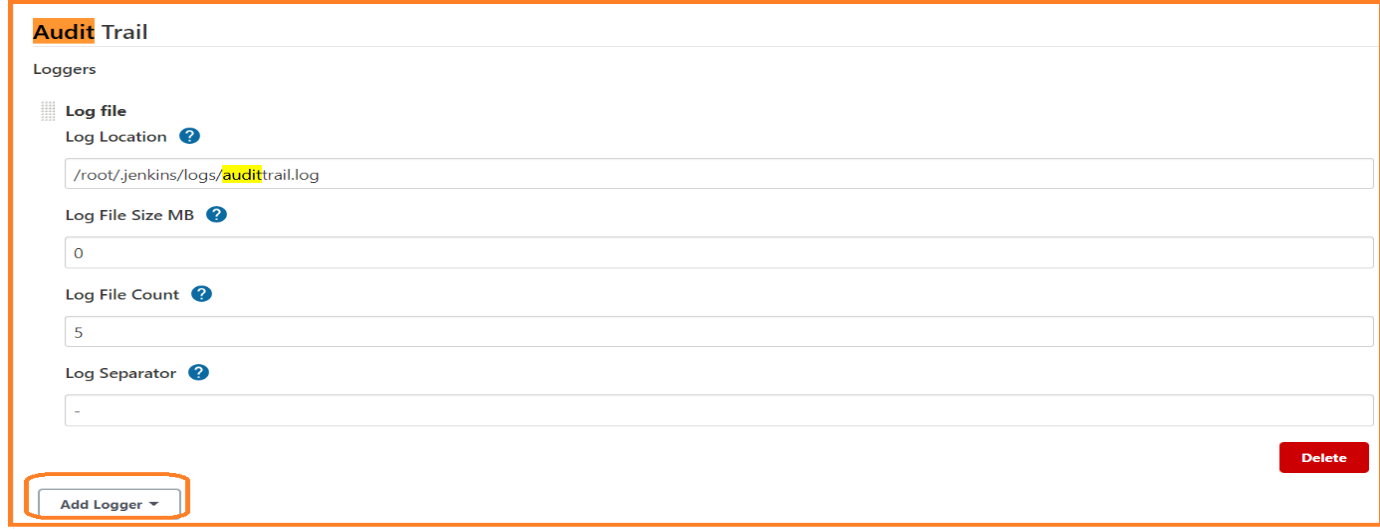 Audit Trail
Loggers
Log file
Log Location ?
/root/.jenkins/logs/audittrail.log
Log File Size MB ?
0
Log File Count ?
5
Log Separator ?
-
Delete
Add Logger